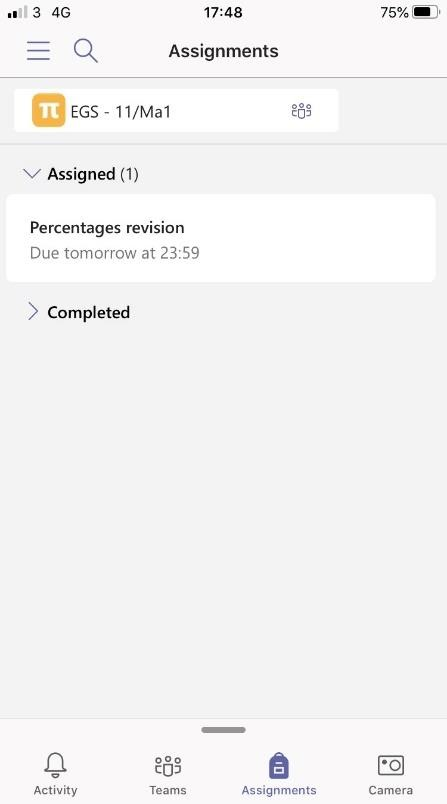 3 4G 17:48 75%
Assignments
π EGS - 11/Ma1
Assigned (1)
Percentages revision
Due tomorrow at 23:59
Completed
Activity Teams Assignments Camera